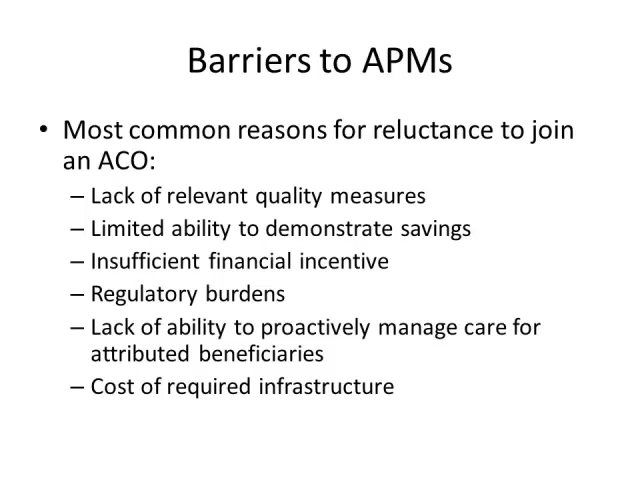 Barriers to APMs
• Most common reasons for reluctance to join
an ACO:
– Lack of relevant quality measures
– Limited ability to demonstrate savings
– Insufficient financial incentive
– Regulatory burdens
– Lack of ability to proactively manage care for
attributed beneficiaries
– Cost of required infrastructure